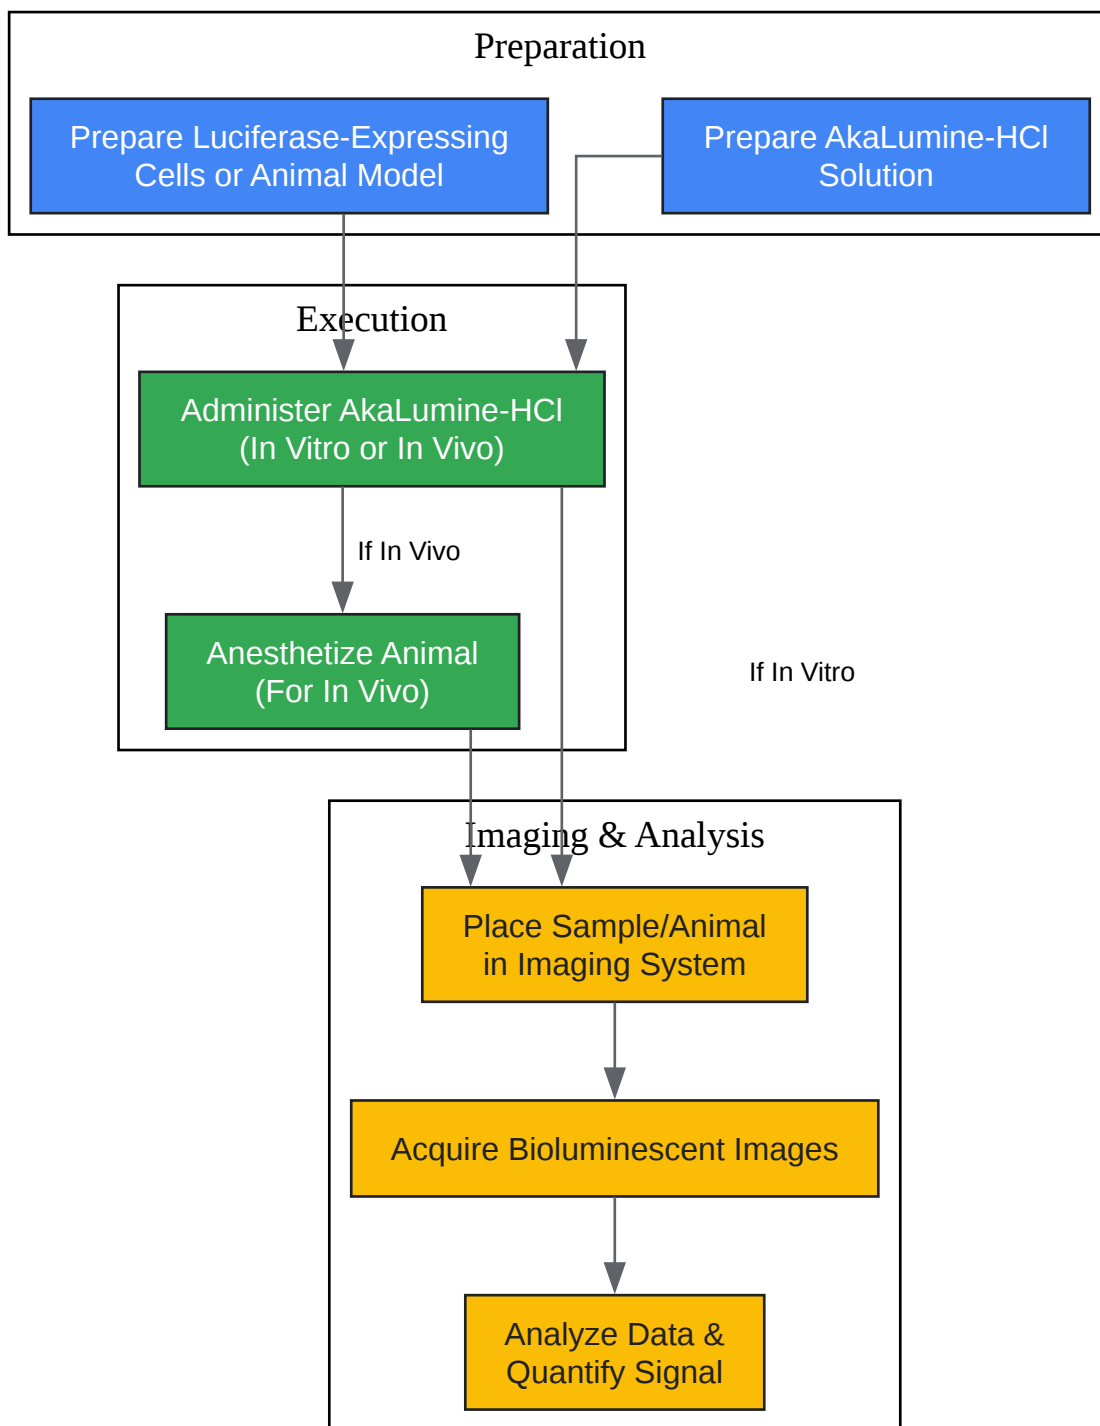 Preparation
Prepare Luciferase-Expressing
Cells or Animal Model
Prepare AkaLumine-HCl
Solution
Execution
Administer AkaLumine-HCl
(In Vitro or In Vivo)
If In Vivo
Anesthetize Animal
(For In Vivo)
If In Vitro
Imaging & Analysis
Place Sample/Animal
in Imaging System
Acquire Bioluminescent Images
Analyze Data &
Quantify Signal